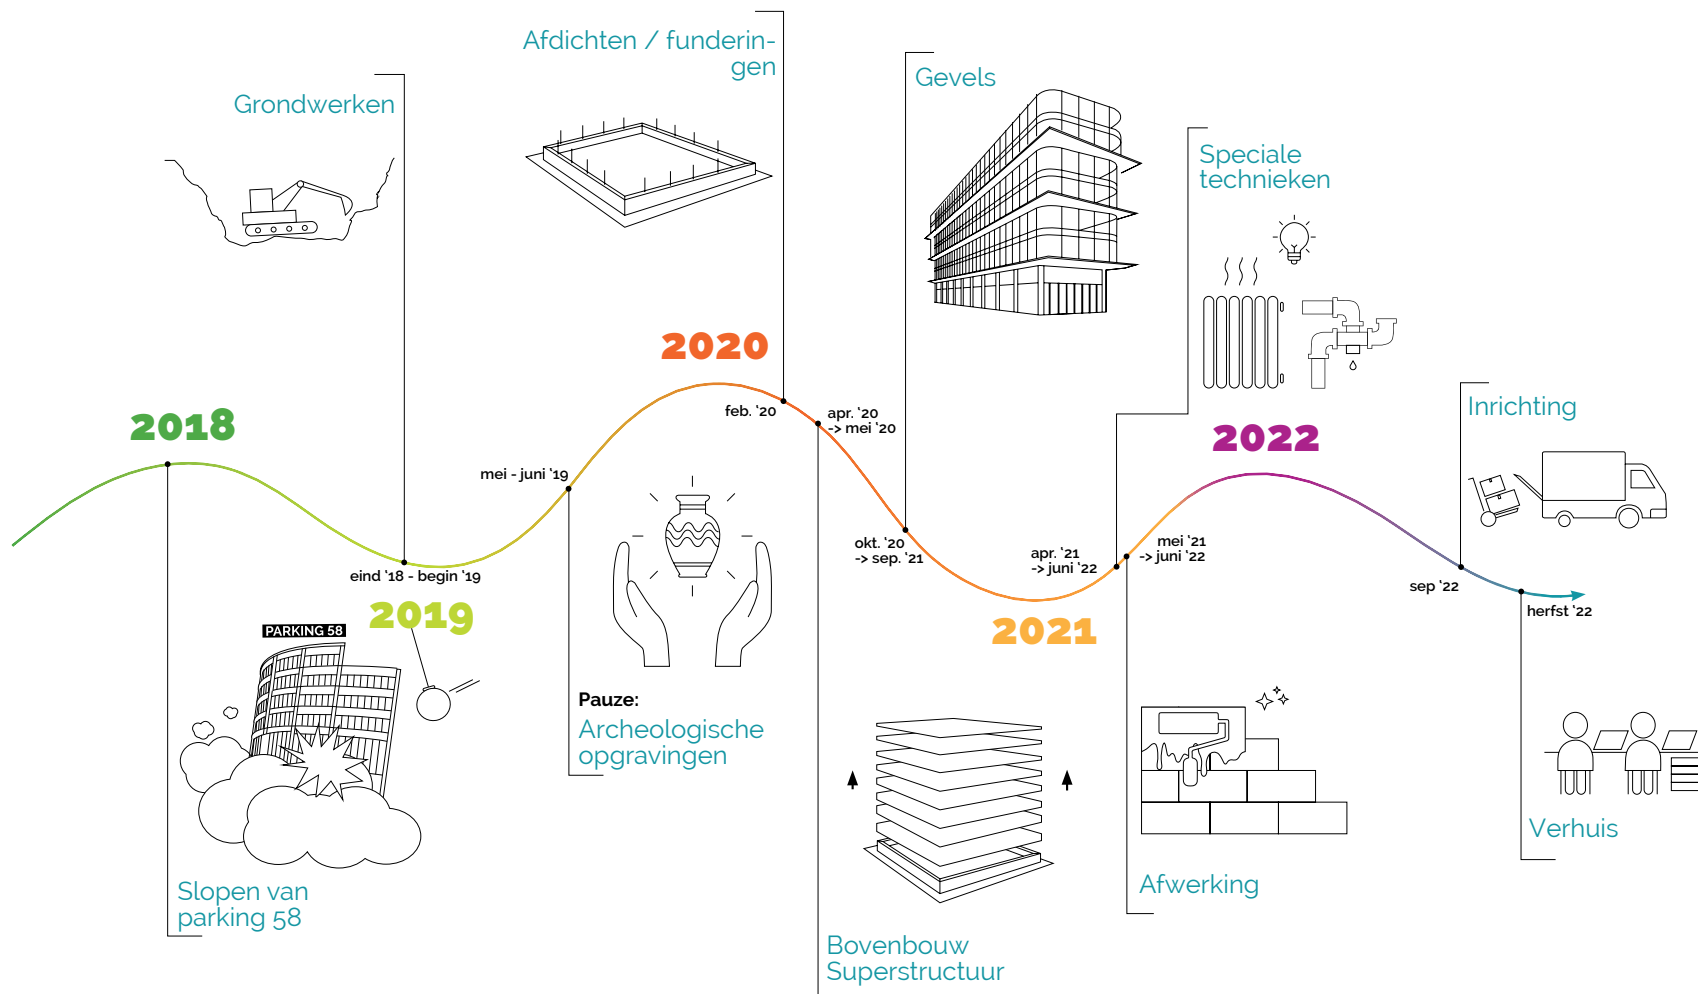 Afdichten / funderin-
gen
Grondwerken
Gevels
Speciale
technieken
2020
2018
feb. ‘20
apr. ‘20
-> mei ‘20
Inrichting
2022
mei - juni ‘19
okt. ‘20
-> sep. ‘21
apr. ‘21
-> juni ‘22
mei ‘21
-> juni ‘22
eind ‘18 - begin ‘19
sep ‘22
herfst ‘22
2019
2021
PARKING 58
Pauze:
Archeologische
opgravingen
Slopen van
parking 58
Verhuis
Afwerking
Bovenbouw
Superstructuur